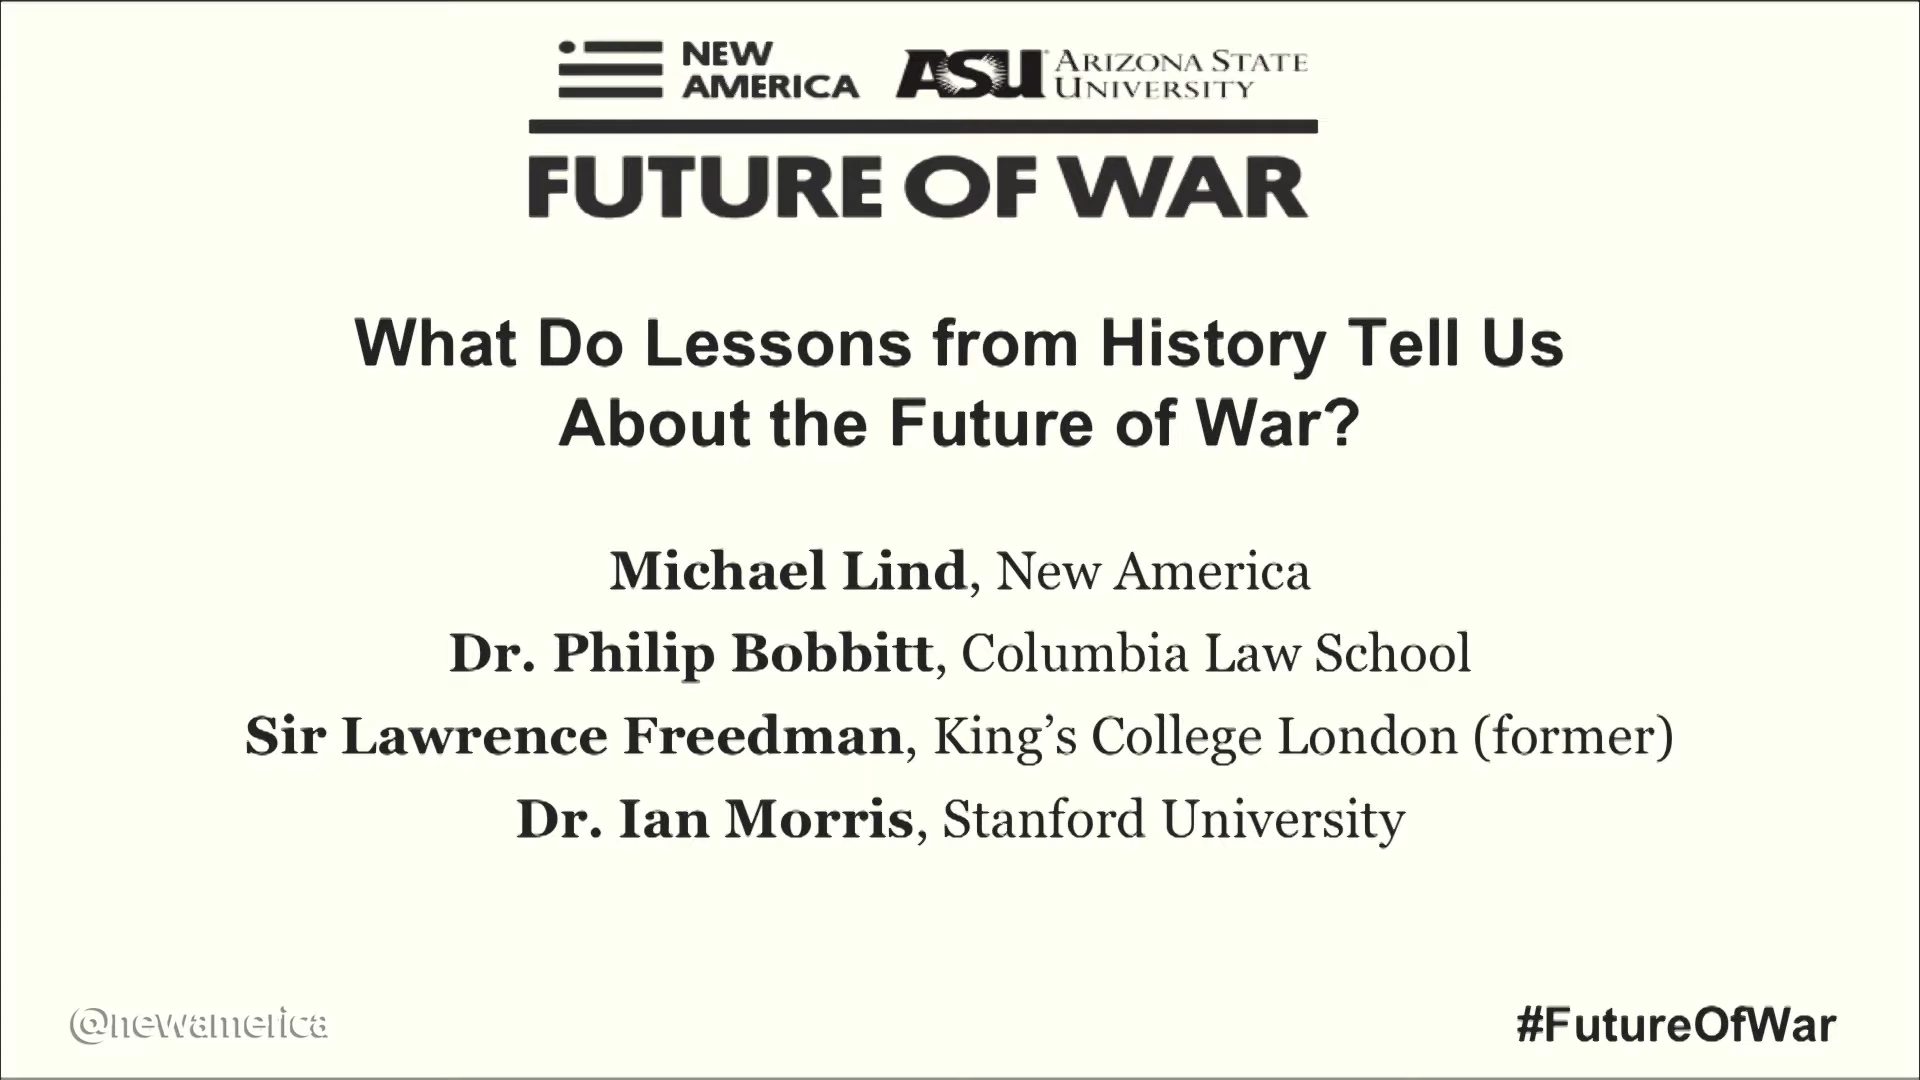 NEW
AMERICA
ASU ARIZONA STATE
UNIVERSITY
FUTURE OF WAR
What Do Lessons from History Tell Us
About the Future of War?
Michael Lind, New America
Dr. Philip Bobbitt, Columbia Law School
Sir Lawrence Freedman, King’s College London (former)
Dr. Ian Morris, Stanford University
@newamerica
#FutureOfWar